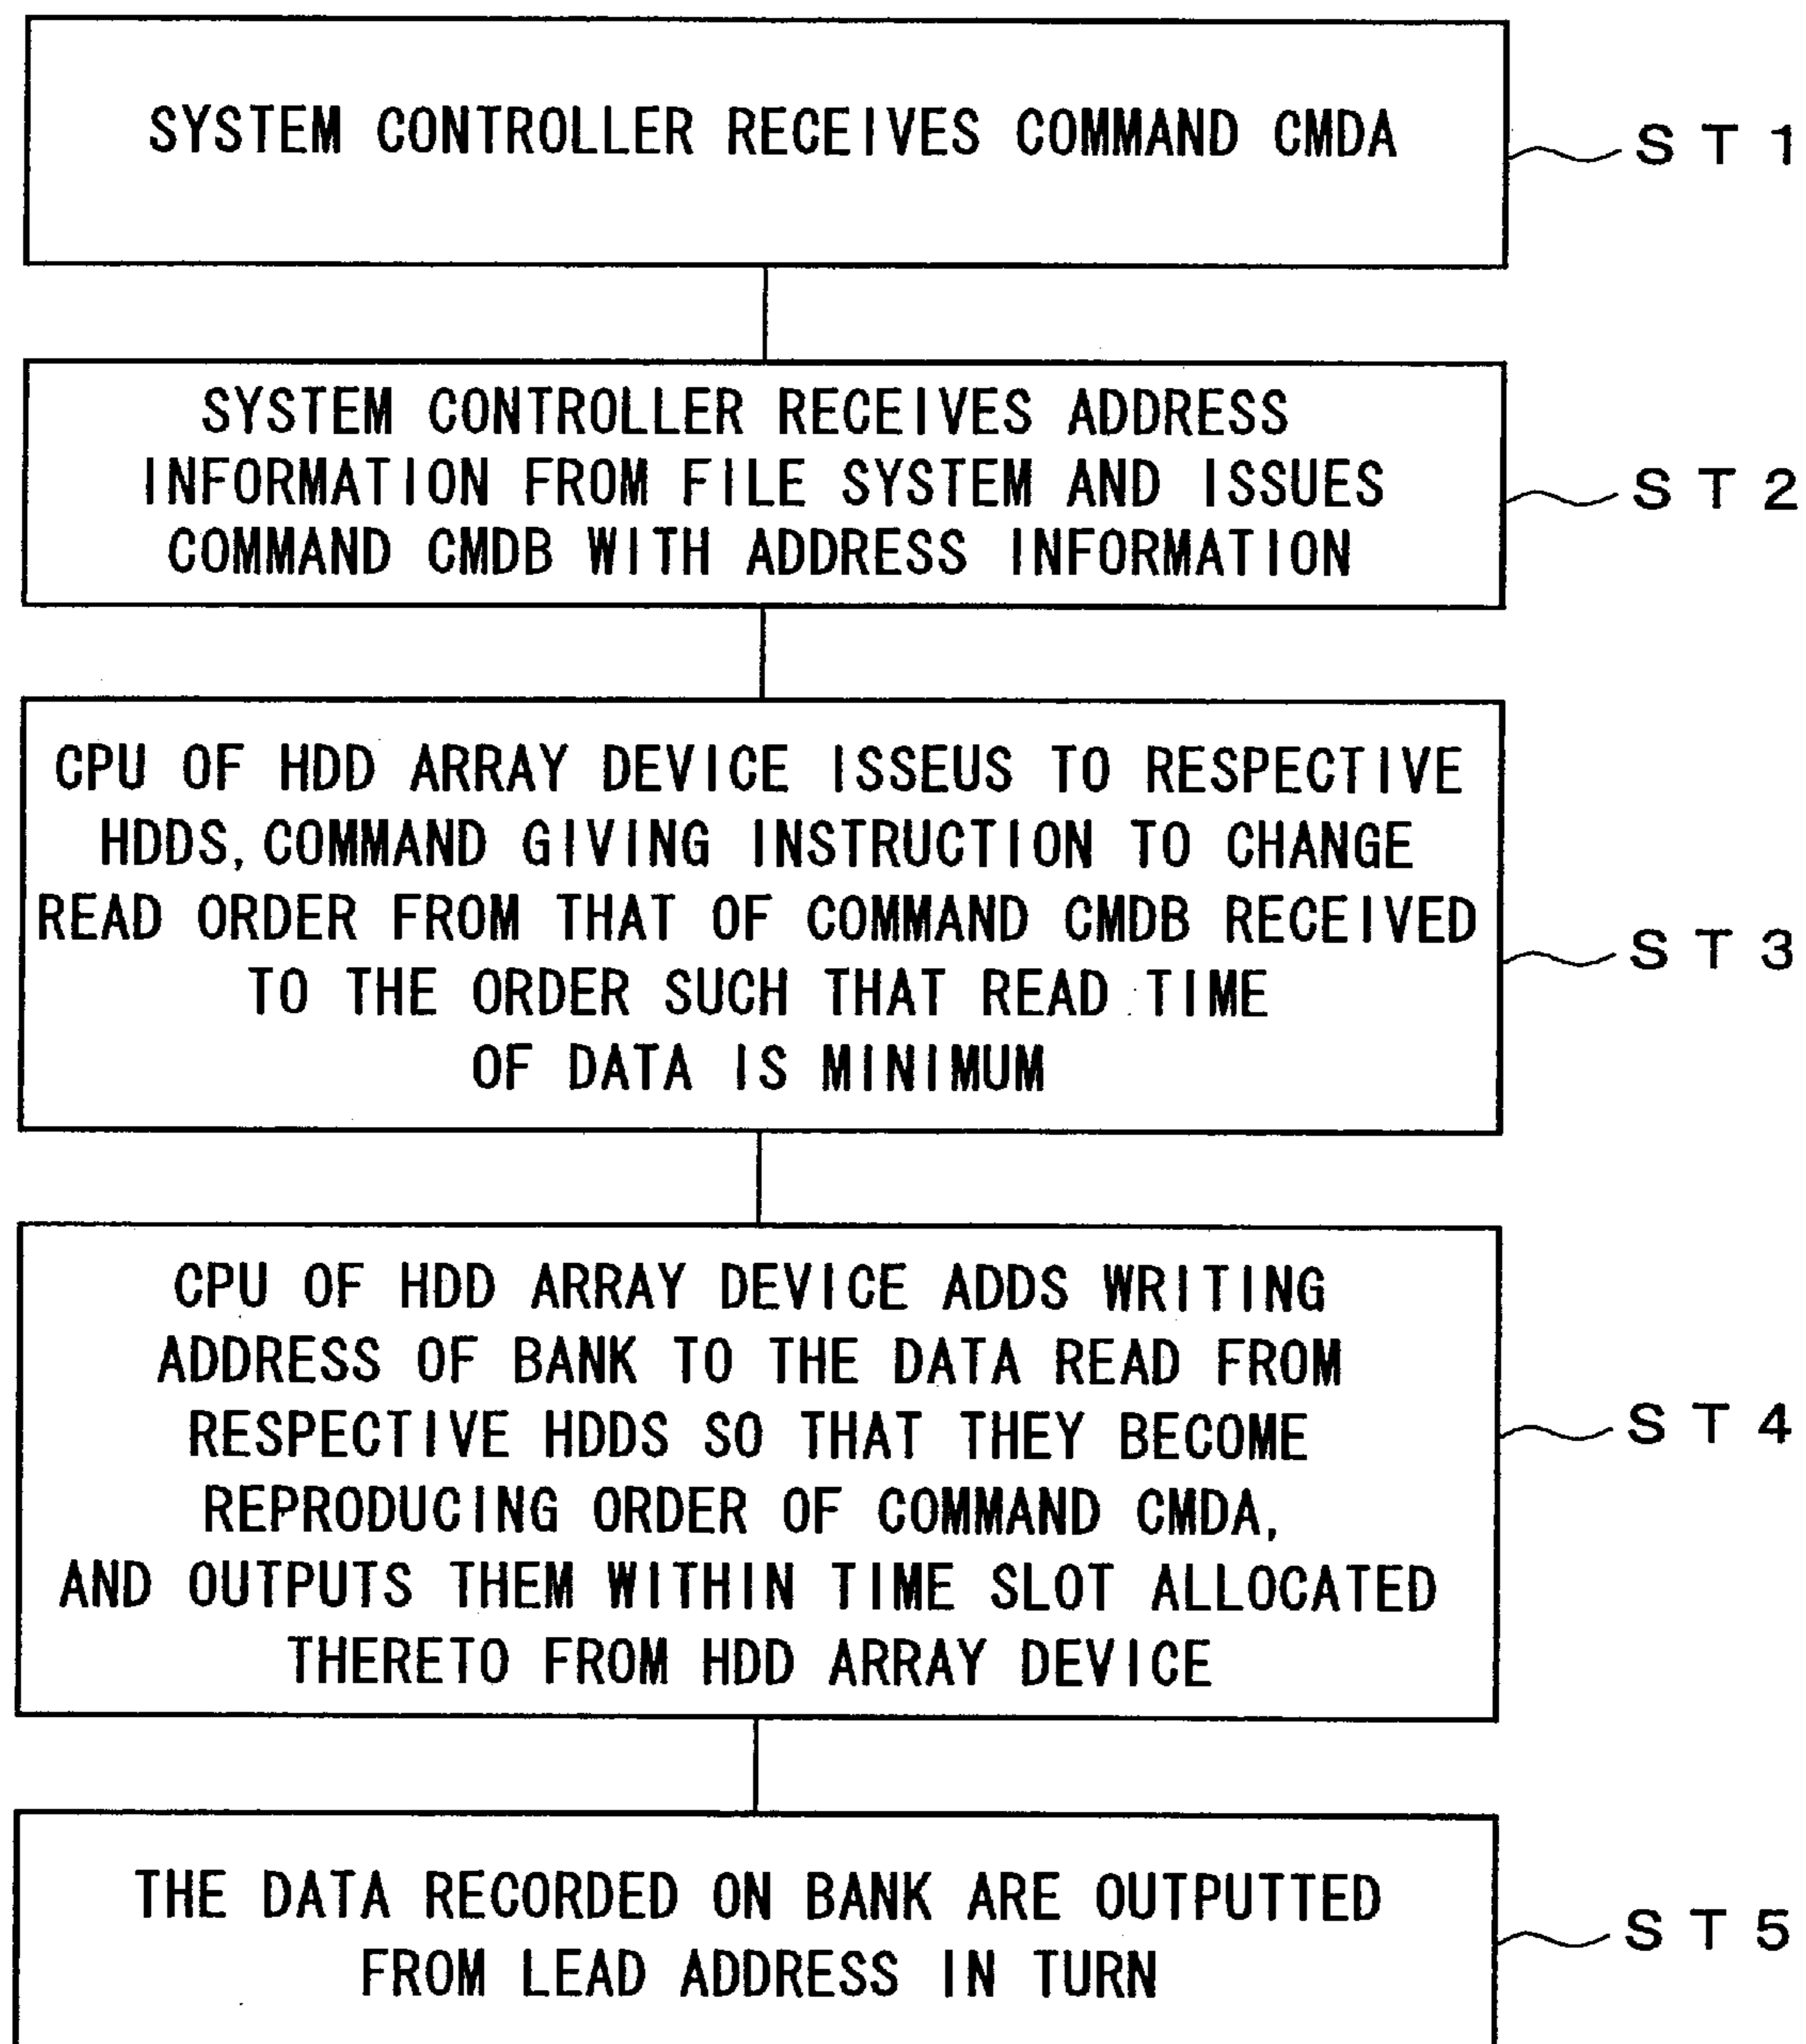 SYSTEM CONTROLLER RECEIVES COMMAND CMDA
ST1
SYSTEM CONTROLLER RECEIVES ADDRESS
INFORMATION FROM FILE SYSTEM AND ISSUES
COMMAND CMDB WITH ADDRESS INFORMATION
ST2
CPU OF HDD ARRAY DEVICE ISSEUS TO RESPECTIVE
HDDS, COMMAND GIVING INSTRUCTION TO CHANGE
READ ORDER FROM THAT OF COMMAND CMDB RECEIVED
TO THE ORDER SUCH THAT READ TIME
OF DATA IS MINIMUM
ST3
CPU OF HDD ARRAY DEVICE ADDS WRITING
ADDRESS OF BANK TO THE DATA READ FROM
RESPECTIVE HDDS SO THAT THEY BECOME
REPRODUCING ORDER OF COMMAND CMDA,
AND OUTPUTS THEM WITHIN TIME SLOT ALLOCATED
THERETO FROM HDD ARRAY DEVICE
ST4
THE DATA RECORDED ON BANK ARE OUTPUTTED
FROM LEAD ADDRESS IN TURN
ST5